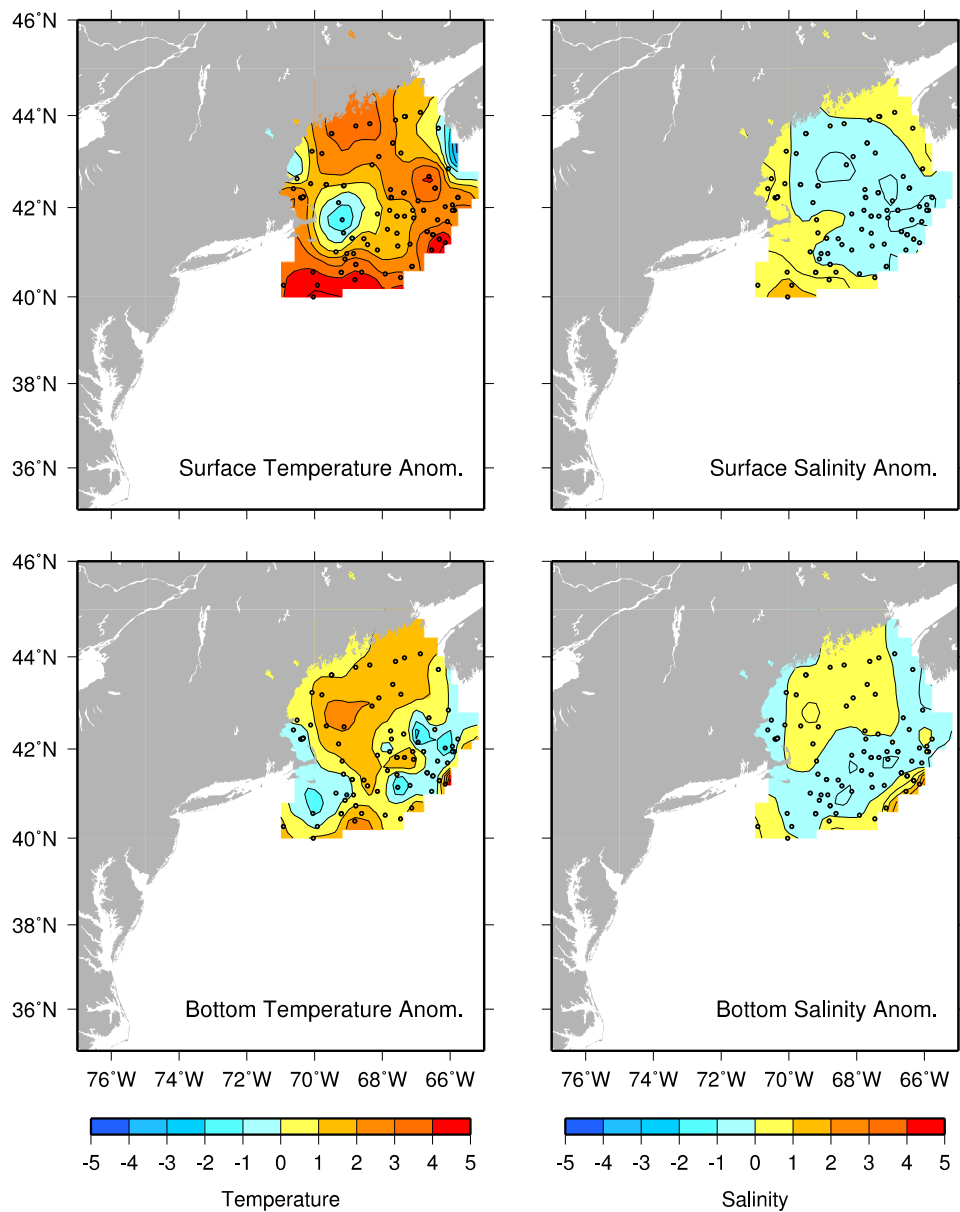 46˚N
44˚N
42˚N
40˚N
38˚N
36˚N
Surface Temperature Anom.
Surface Salinity Anom.
46˚N
44˚N
42˚N
40˚N
38˚N
36˚N
Bottom Temperature Anom.
Bottom Salinity Anom.
76˚W 74˚W 72˚W 70˚W 68˚W 66˚W
76˚W 74˚W 72˚W 70˚W 68˚W 66˚W
-5 -4 -3 -2 -1 0 1 2 3 4 5
-5 -4 -3 -2 -1 0 1 2 3 4 5
Temperature
Salinity